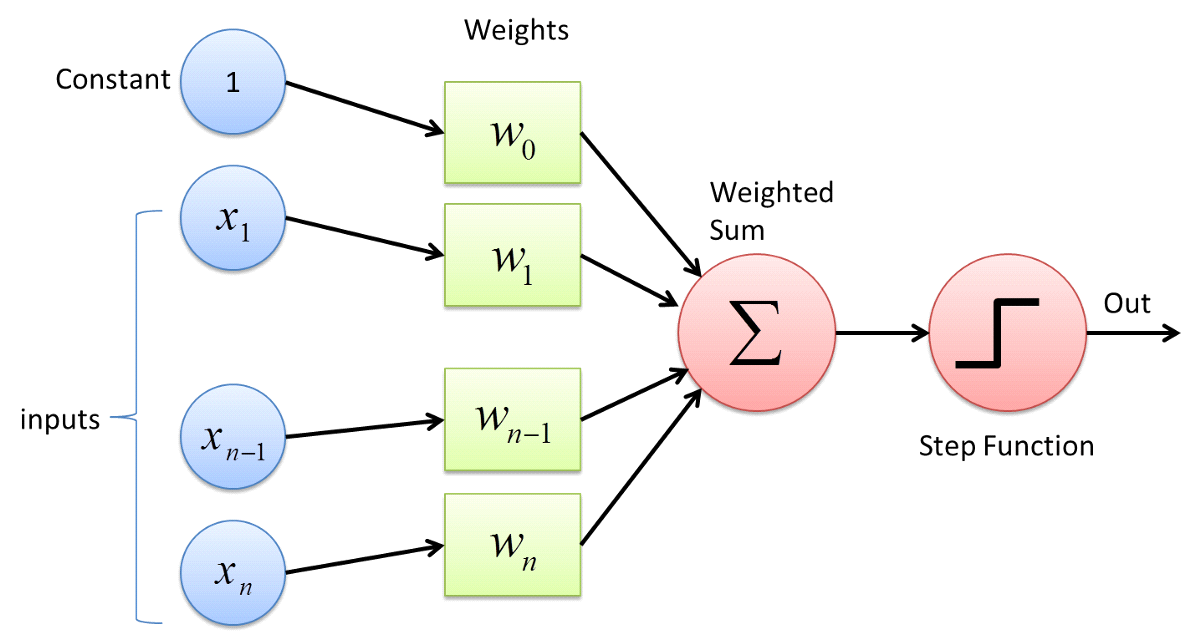 Weights
Constant
1
w₀
x₁
w₁
Weighted
Sum
Σ
Out
inputs
xₙ₋₁
wₙ₋₁
Step Function
xₙ
wₙ